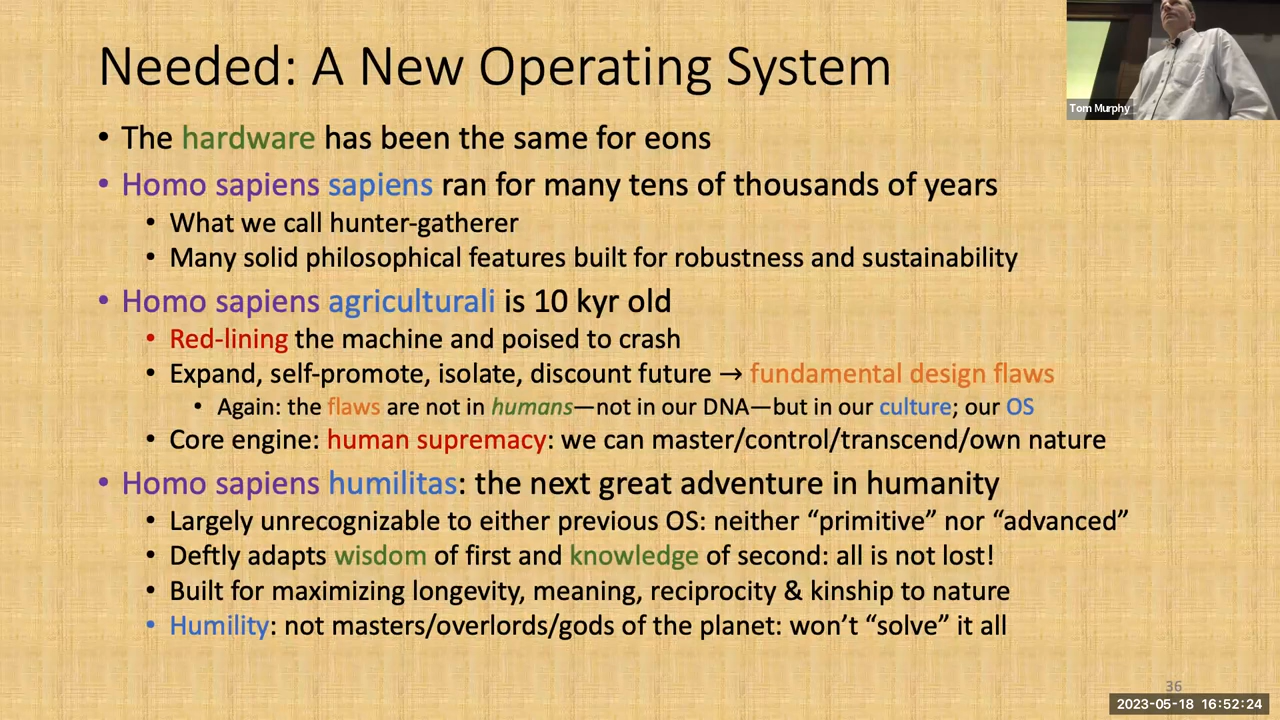 Needed: A New Operating System
Tom Murphy
• The hardware has been the same for eons
• Homo sapiens sapiens ran for many tens of thousands of years
• What we call hunter-gatherer
• Many solid philosophical features built for robustness and sustainability
• Homo sapiens agriculturali is 10 kyr old
• Red-lining the machine and poised to crash
• Expand, self-promote, isolate, discount future → fundamental design flaws
• Again: the flaws are not in humans—not in our DNA—but in our culture; our OS
• Core engine: human supremacy: we can master/control/transcend/own nature
• Homo sapiens humilitas: the next great adventure in humanity
• Largely unrecognizable to either previous OS: neither “primitive” nor “advanced”
• Deftly adapts wisdom of first and knowledge of second: all is not lost!
• Built for maximizing longevity, meaning, reciprocity & kinship to nature
• Humility: not masters/overlords/gods of the planet: won’t “solve” it all
36
2023-05-18 16:52:24